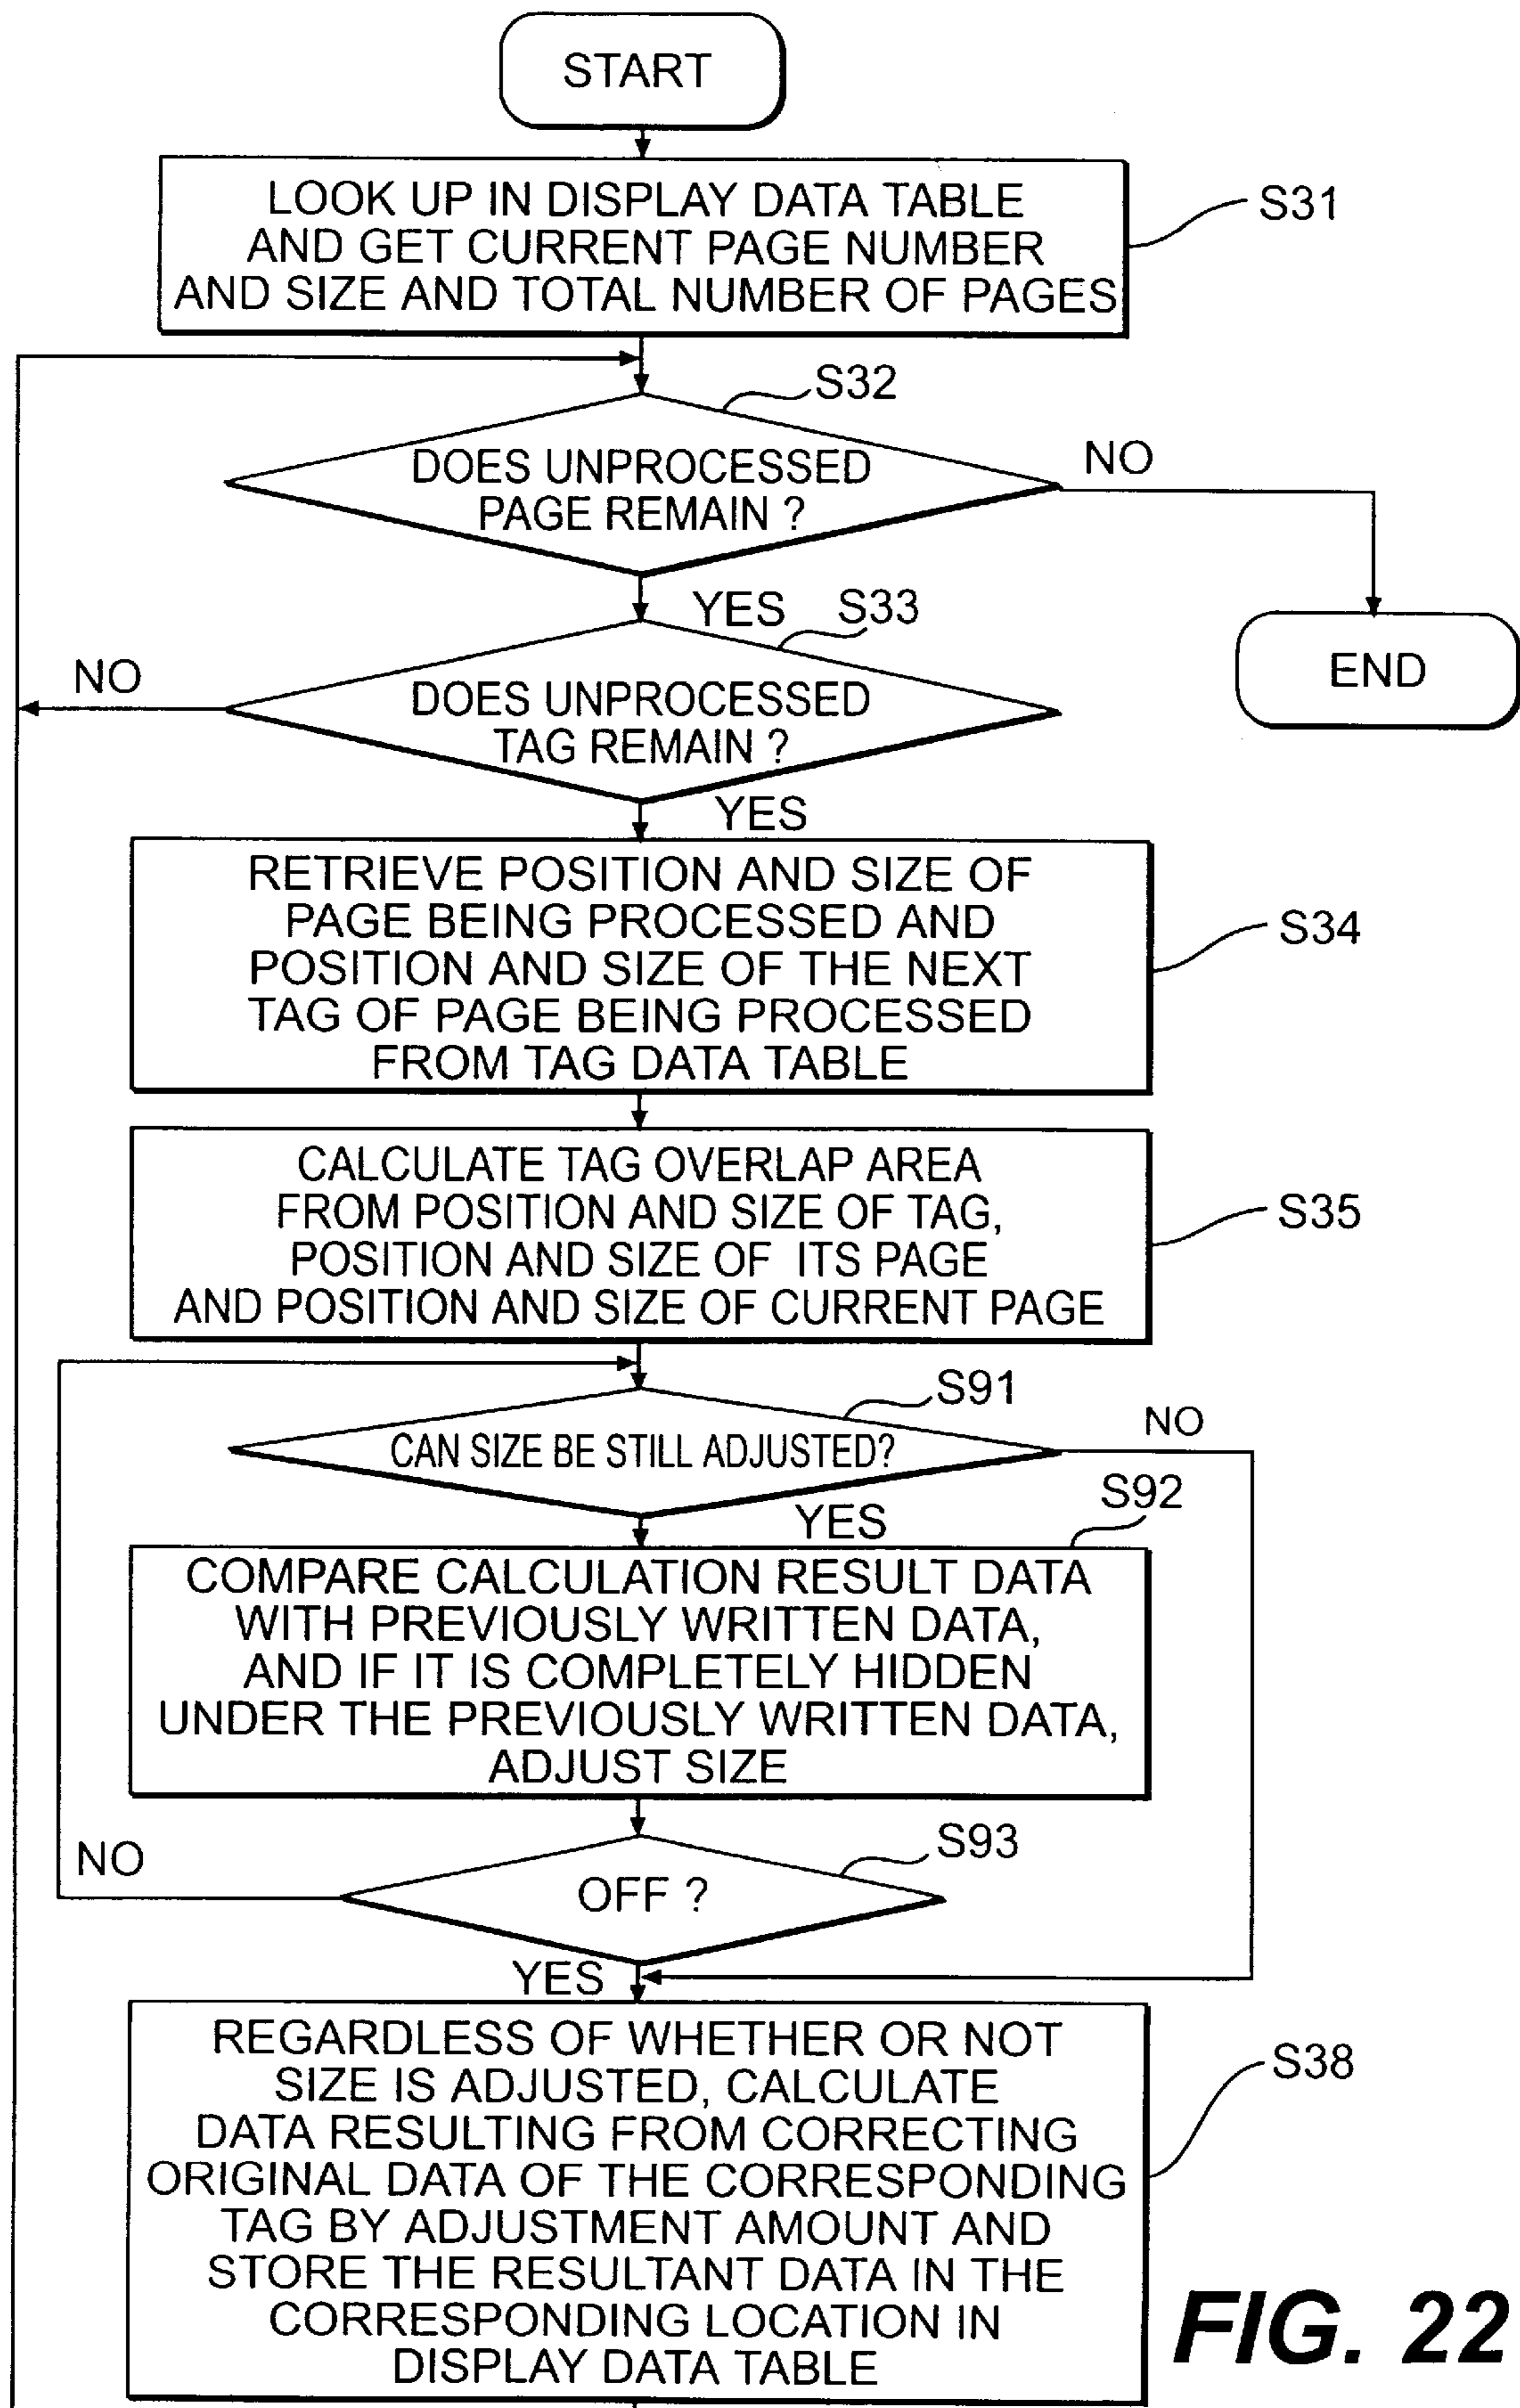 START
LOOK UP IN DISPLAY DATA TABLE
AND GET CURRENT PAGE NUMBER
AND SIZE AND TOTAL NUMBER OF PAGES
S31
S32
DOES UNPROCESSED
PAGE REMAIN ?
NO
YES
END
S33
NO
DOES UNPROCESSED
TAG REMAIN ?
YES
RETRIEVE POSITION AND SIZE OF
PAGE BEING PROCESSED AND
POSITION AND SIZE OF THE NEXT
TAG OF PAGE BEING PROCESSED
FROM TAG DATA TABLE
S34
CALCULATE TAG OVERLAP AREA
FROM POSITION AND SIZE OF TAG,
POSITION AND SIZE OF ITS PAGE
AND POSITION AND SIZE OF CURRENT PAGE
S35
S91
CAN SIZE BE STILL ADJUSTED?
NO
YES
S92
COMPARE CALCULATION RESULT DATA
WITH PREVIOUSLY WRITTEN DATA,
AND IF IT IS COMPLETELY HIDDEN
UNDER THE PREVIOUSLY WRITTEN DATA,
ADJUST SIZE
S93
NO
OFF ?
YES
REGARDLESS OF WHETHER OR NOT
SIZE IS ADJUSTED, CALCULATE
DATA RESULTING FROM CORRECTING
ORIGINAL DATA OF THE CORRESPONDING
TAG BY ADJUSTMENT AMOUNT AND
STORE THE RESULTANT DATA IN THE
CORRESPONDING LOCATION IN
DISPLAY DATA TABLE
S38
FIG. 22